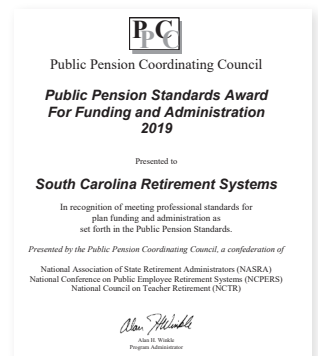 PPCC
Public Pension Coordinating Council
Public Pension Standards Award
For Funding and Administration
2019
Presented to
South Carolina Retirement Systems
In recognition of meeting professional standards for
plan funding and administration as
set forth in the Public Pension Standards.
Presented by the Public Pension Coordinating Council, a confederation of
National Association of State Retirement Administrators (NASRA)
National Conference on Public Employee Retirement Systems (NCPERS)
National Council on Teacher Retirement (NCTR)
Alan H. Winkle
Alan H. Winkle
Program Administrator